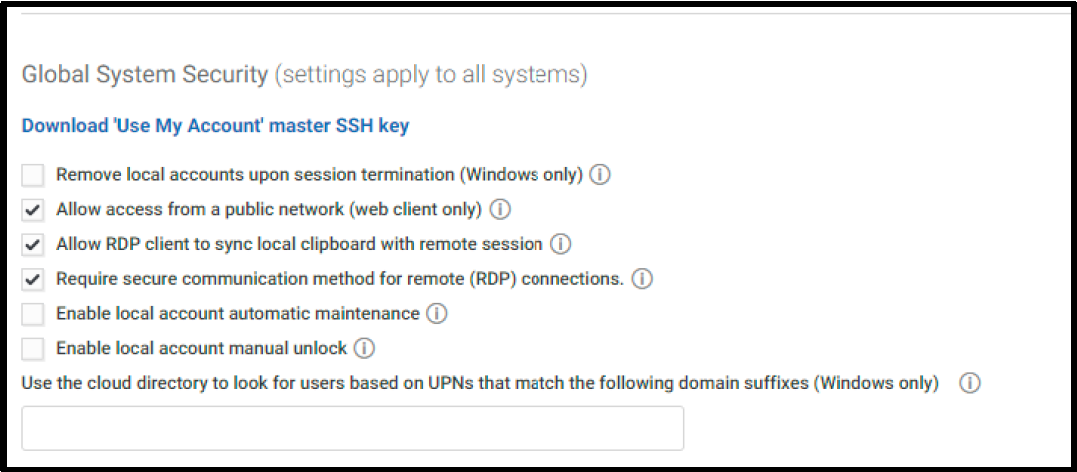 Global System Security (settings apply to all systems)
Download 'Use My Account' master SSH key
Remove local accounts upon session termination (Windows only)
Allow access from a public network (web client only)
Allow RDP client to sync local clipboard with remote session
Require secure communication method for remote (RDP) connections.
Enable local account automatic maintenance
Enable local account manual unlock
Use the cloud directory to look for users based on UPNs that match the following domain suffixes (Windows only)